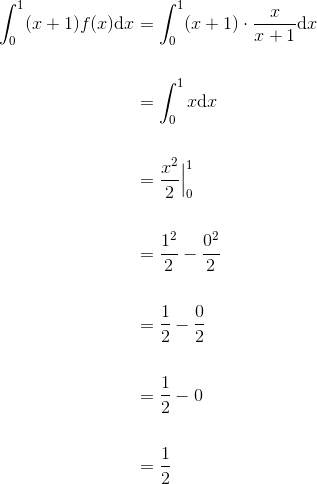 ∫₀¹(x + 1)f(x)dx = ∫₀¹(x + 1) · x/(x + 1) dx
= ∫₀¹ xdx
= x²/2 |₀¹
= 1²/2 − 0²/2
= 1/2 − 0/2
= 1/2 − 0
= 1/2